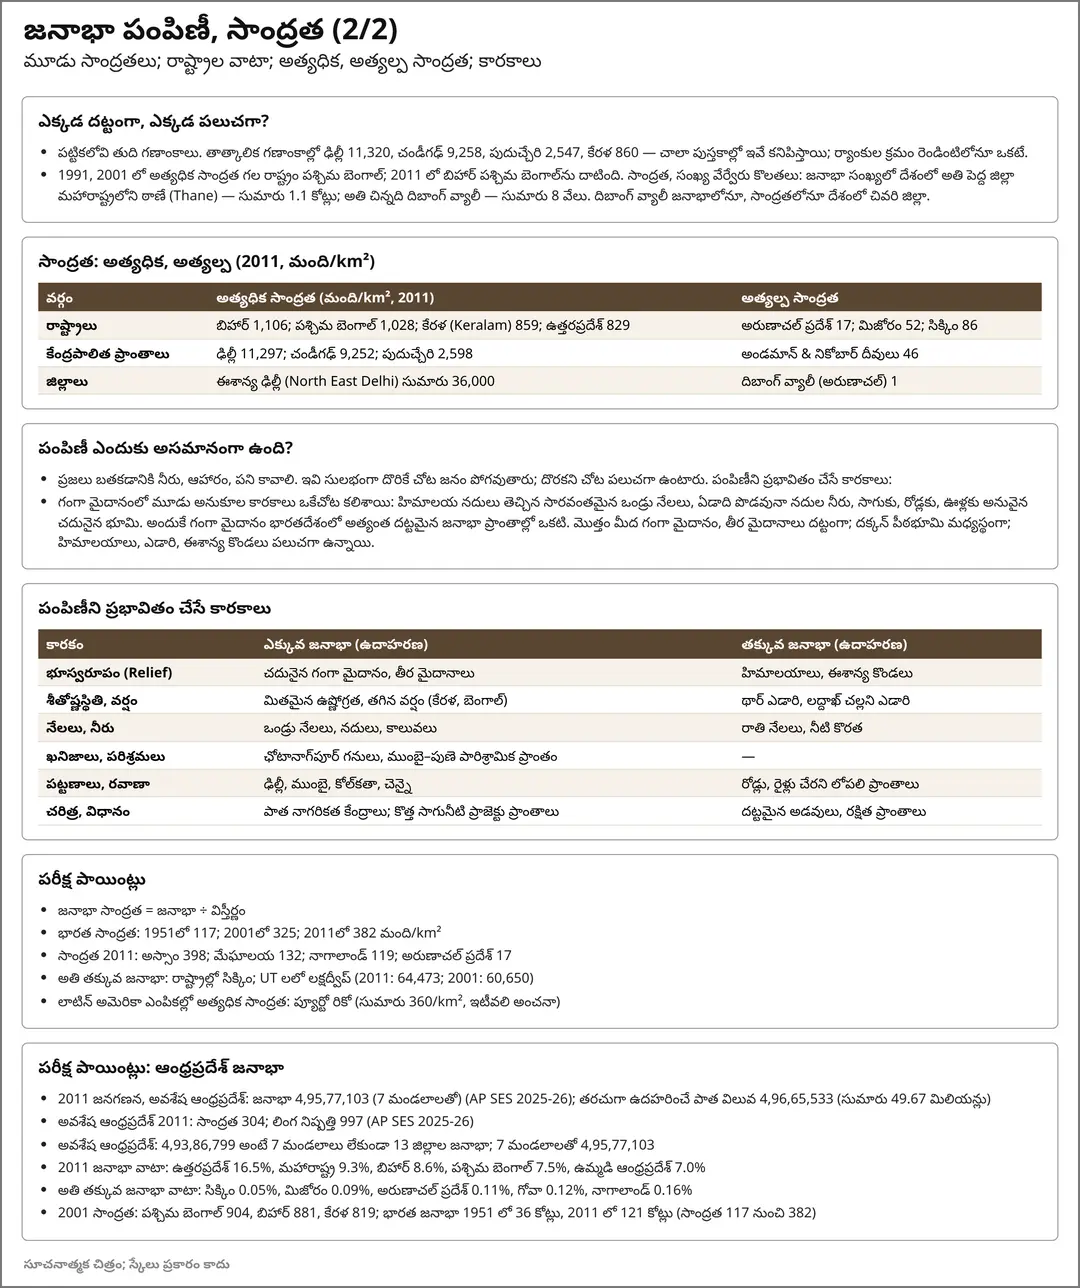 జనాభా పంపిణీ, సాంద్రత (2/2)
మూడు సాంద్రతలు; రాష్ట్రాల వాటా; అత్యధిక, అత్యల్ప సాంద్రత; కారకాలు
ఎక్కడ దట్టంగా, ఎక్కడ పలుచగా?
• పట్టికలోవి తుది గణాంకాలు. తాత్కాలిక గణాంకాల్లో ఢిల్లీ 11,320, చండీగఢ్ 9,258, పుదుచ్చేరి 2,547, కేరళ 860 — చాలా పుస్తకాల్లో ఇవే కనిపిస్తాయి; ర్యాంకుల క్రమం రెండింటిలోనూ ఒకటే.
• 1991, 2001 లో అత్యధిక సాంద్రత గల రాష్ట్రం పశ్చిమ బెంగాల్; 2011 లో బిహార్ పశ్చిమ బెంగాల్‌ను దాటింది. సాంద్రత, సంఖ్య వేర్వేరు కొలతలు: జనాభా సంఖ్యలో దేశంలో అతి పెద్ద జిల్లా
మహారాష్ట్రలోని ఠాణే (Thane) — సుమారు 1.1 కోట్లు; అతి చిన్నది దిబాంగ్ వ్యాలీ — సుమారు 8 వేలు. దిబాంగ్ వ్యాలీ జనాభాలోనూ, సాంద్రతలోనూ దేశంలో చివరి జిల్లా.
సాంద్రత: అత్యధిక, అత్యల్ప (2011, మంది/km²)
వర్గం అత్యధిక సాంద్రత (మంది/km², 2011) అత్యల్ప సాంద్రత
రాష్ట్రాలు బిహార్ 1,106; పశ్చిమ బెంగాల్ 1,028; కేరళ (Keralam) 859; ఉత్తరప్రదేశ్ 829 అరుణాచల్ ప్రదేశ్ 17; మిజోరం 52; సిక్కిం 86
కేంద్రపాలిత ప్రాంతాలు ఢిల్లీ 11,297; చండీగఢ్ 9,252; పుదుచ్చేరి 2,598 అండమాన్ & నికోబార్ దీవులు 46
జిల్లాలు ఈశాన్య ఢిల్లీ (North East Delhi) సుమారు 36,000 దిబాంగ్ వ్యాలీ (అరుణాచల్) 1
పంపిణీ ఎందుకు అసమానంగా ఉంది?
• ప్రజలు బతకడానికి నీరు, ఆహారం, పని కావాలి. ఇవి సులభంగా దొరికే చోట జనం పోగవుతారు; దొరకని చోట పలుచగా ఉంటారు. పంపిణీని ప్రభావితం చేసే కారకాలు:
• గంగా మైదానంలో మూడు అనుకూల కారకాలు ఒకేచోట కలిశాయి: హిమాలయ నదులు తెచ్చిన సారవంతమైన ఒండ్రు నేలలు, ఏడాది పొడవునా నదుల నీరు, సాగుకు, రోడ్లకు, ఊళ్లకు అనువైన
చదునైన భూమి. అందుకే గంగా మైదానం భారతదేశంలో అత్యంత దట్టమైన జనాభా ప్రాంతాల్లో ఒకటి. మొత్తం మీద గంగా మైదానం, తీర మైదానాలు దట్టంగా; దక్కన్ పీఠభూమి మధ్యస్థంగా;
హిమాలయాలు, ఎడారి, ఈశాన్య కొండలు పలుచగా ఉన్నాయి.
పంపిణీని ప్రభావితం చేసే కారకాలు
కారకం ఎక్కువ జనాభా (ఉదాహరణ) తక్కువ జనాభా (ఉదాహరణ)
భూస్వరూపం (Relief) చదునైన గంగా మైదానం, తీర మైదానాలు హిమాలయాలు, ఈశాన్య కొండలు
శీతోష్ణస్థితి, వర్షం మితమైన ఉష్ణోగ్రత, తగిన వర్షం (కేరళ, బెంగాల్) థార్ ఎడారి, లద్దాఖ్ చల్లని ఎడారి
నేలలు, నీరు ఒండ్రు నేలలు, నదులు, కాలువలు రాతి నేలలు, నీటి కొరత
ఖనిజాలు, పరిశ్రమలు ఛోటానాగ్‌పూర్ గనులు, ముంబై–పుణె పారిశ్రామిక ప్రాంతం —
పట్టణాలు, రవాణా ఢిల్లీ, ముంబై, కోల్‌కతా, చెన్నై రోడ్లు, రైళ్లు చేరని లోపలి ప్రాంతాలు
చరిత్ర, విధానం పాత నాగరికత కేంద్రాలు; కొత్త సాగునీటి ప్రాజెక్టు ప్రాంతాలు దట్టమైన అడవులు, రక్షిత ప్రాంతాలు
పరీక్ష పాయింట్లు
• జనాభా సాంద్రత = జనాభా ÷ విస్తీర్ణం
• భారత సాంద్రత: 1951లో 117; 2001లో 325; 2011లో 382 మంది/km²
• సాంద్రత 2011: అస్సాం 398; మేఘాలయ 132; నాగాలాండ్ 119; అరుణాచల్ ప్రదేశ్ 17
• అతి తక్కువ జనాభా: రాష్ట్రాల్లో సిక్కిం; UT లలో లక్షద్వీప్ (2011: 64,473; 2001: 60,650)
• లాటిన్ అమెరికా ఎంపికల్లో అత్యధిక సాంద్రత: ప్యూర్టో రికో (సుమారు 360/km², ఇటీవలి అంచనా)
పరీక్ష పాయింట్లు: ఆంధ్రప్రదేశ్ జనాభా
• 2011 జనగణన, అవశేష ఆంధ్రప్రదేశ్: జనాభా 4,95,77,103 (7 మండలాలతో) (AP SES 2025-26); తరచుగా ఉదహరించే పాత విలువ 4,96,65,533 (సుమారు 49.67 మిలియన్లు)
• అవశేష ఆంధ్రప్రదేశ్ 2011: సాంద్రత 304; లింగ నిష్పత్తి 997 (AP SES 2025-26)
• అవశేష ఆంధ్రప్రదేశ్: 4,93,86,799 అంటే 7 మండలాలు లేకుండా 13 జిల్లాల జనాభా; 7 మండలాలతో 4,95,77,103
• 2011 జనాభా వాటా: ఉత్తరప్రదేశ్ 16.5%, మహారాష్ట్ర 9.3%, బిహార్ 8.6%, పశ్చిమ బెంగాల్ 7.5%, ఉమ్మడి ఆంధ్రప్రదేశ్ 7.0%
• అతి తక్కువ జనాభా వాటా: సిక్కిం 0.05%, మిజోరం 0.09%, అరుణాచల్ ప్రదేశ్ 0.11%, గోవా 0.12%, నాగాలాండ్ 0.16%
• 2001 సాంద్రత: పశ్చిమ బెంగాల్ 904, బిహార్ 881, కేరళ 819; భారత జనాభా 1951 లో 36 కోట్లు, 2011 లో 121 కోట్లు (సాంద్రత 117 నుంచి 382)
సూచనాత్మక చిత్రం; స్కేలు ప్రకారం కాదు